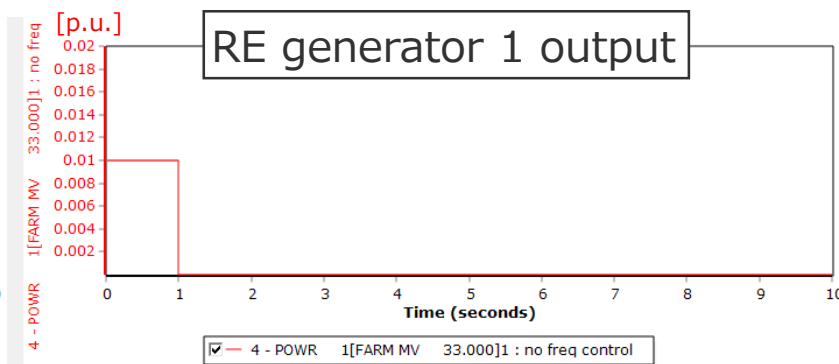 [p.u.]
RE generator 1 output
4 - POWR 1[FARM MV 33.000]1 : no freq
0.02
0.018
0.016
0.014
0.012
0.01
0.008
0.006
0.004
0.002
0 1 2 3 4 5 6 7 8 9 10
Time (seconds)
4 - POWR 1[FARM MV 33.000]1 : no freq control